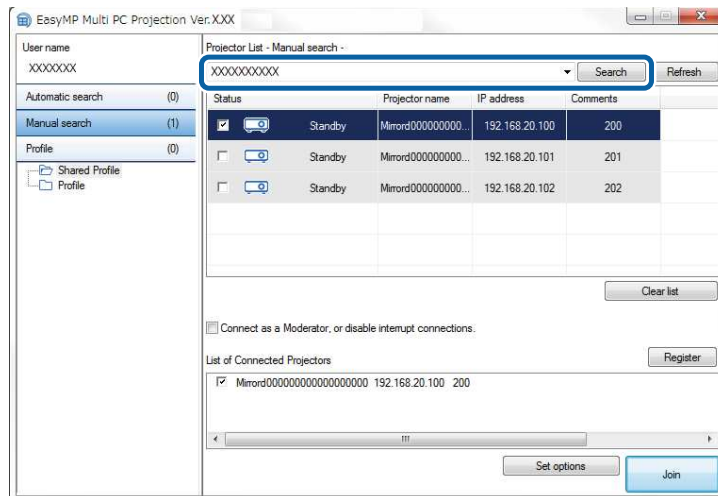 EasyMP Multi PC Projection Ver.X.XX
User name
XXXXXXX
Automatic search (0)
Manual search (1)
Profile (0)
Shared Profile
Profile
Projector List - Manual search -
XXXXXXXXXX Search Refresh
Status Projector name IP address Comments
Standby Mirrord000000000... 192.168.20.100 200
Standby Mirrord000000000... 192.168.20.101 201
Standby Mirrord000000000... 192.168.20.102 202
Clear list
Connect as a Moderator, or disable interrupt connections.
List of Connected Projectors Register
Mirrord000000000000000000 192.168.20.100 200
Set options Join